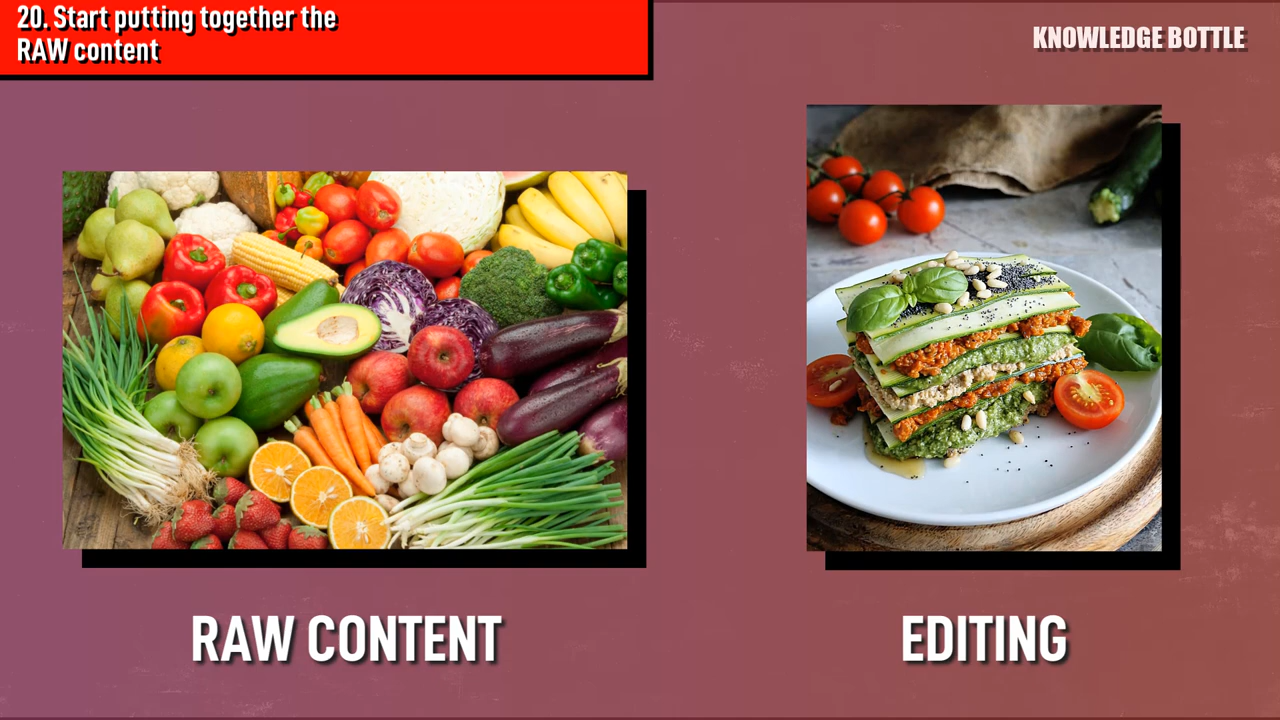 20. Start putting together the
RAW content
KNOWLEDGE BOTTLE
RAW CONTENT
EDITING